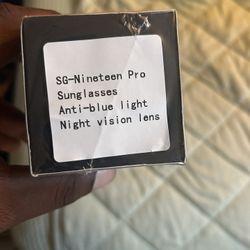 SG-Nineteen Pro
Sunglasses
Anti-blue light
Night vision lens